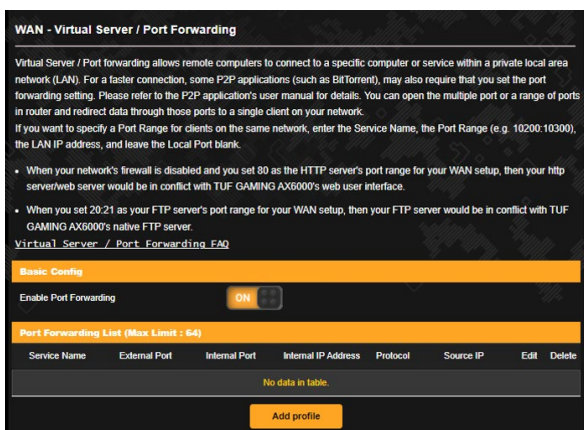 WAN - Virtual Server / Port Forwarding
Virtual Server / Port forwarding allows remote computers to connect to a specific computer or service within a private local area
network (LAN). For a faster connection, some P2P applications (such as BitTorrent), may also require that you set the port
forwarding setting. Please refer to the P2P application's user manual for details. You can open the multiple port or a range of ports
in router and redirect data through those ports to a single client on your network.
If you want to specify a Port Range for clients on the same network, enter the Service Name, the Port Range (e.g. 10200:10300),
the LAN IP address, and leave the Local Port blank.
• When your network's firewall is disabled and you set 80 as the HTTP server's port range for your WAN setup, then your http
server/web server would be in conflict with TUF GAMING AX6000's web user interface.
• When you set 20:21 as your FTP server's port range for your WAN setup, then your FTP server would be in conflict with TUF
GAMING AX6000's native FTP server.
Virtual Server / Port Forwarding FAQ
Basic Config
Enable Port Forwarding ON
Port Forwarding List (Max Limit : 64)
Service Name External Port Internal Port Internal IP Address Protocol Source IP Edit Delete
No data in table.
Add profile